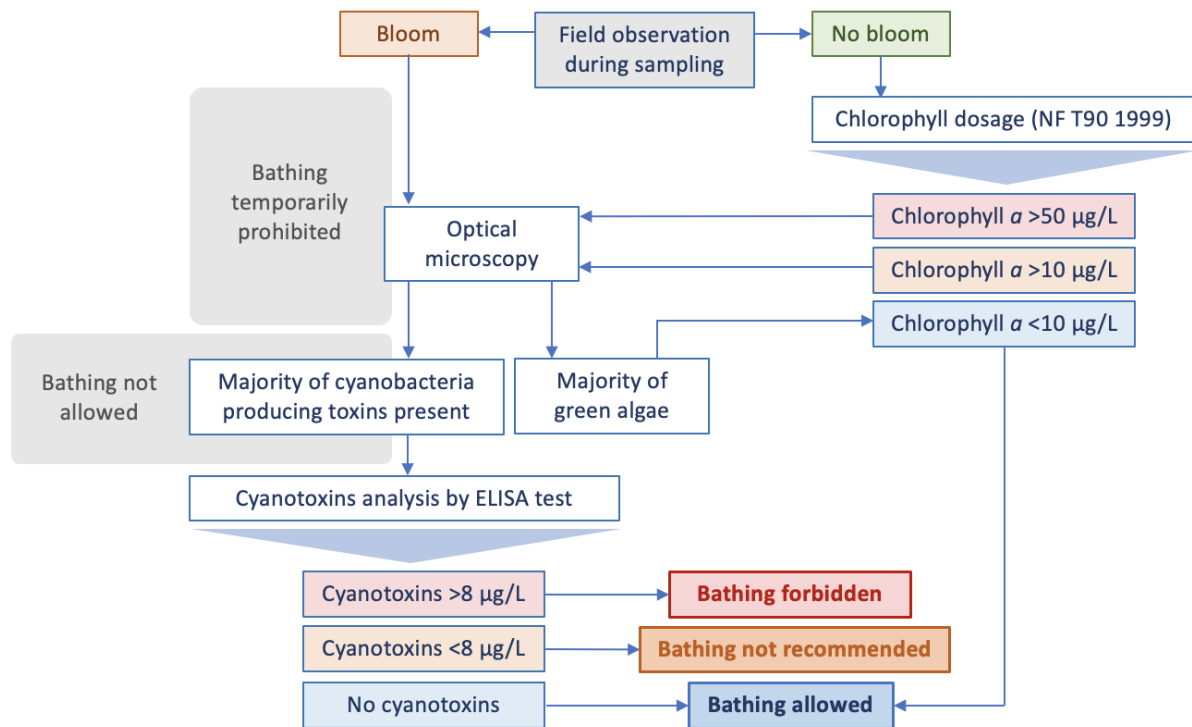 Bloom
Field observation
during sampling
No bloom
Chlorophyll dosage (NF T90 1999)
Bathing
temporarily
prohibited
Optical
microscopy
Chlorophyll a >50 µg/L
Chlorophyll a >10 µg/L
Chlorophyll a <10 µg/L
Bathing not
allowed
Majority of cyanobacteria
producing toxins present
Majority of
green algae
Cyanotoxins analysis by ELISA test
Cyanotoxins >8 µg/L
Bathing forbidden
Cyanotoxins <8 µg/L
Bathing not recommended
No cyanotoxins
Bathing allowed